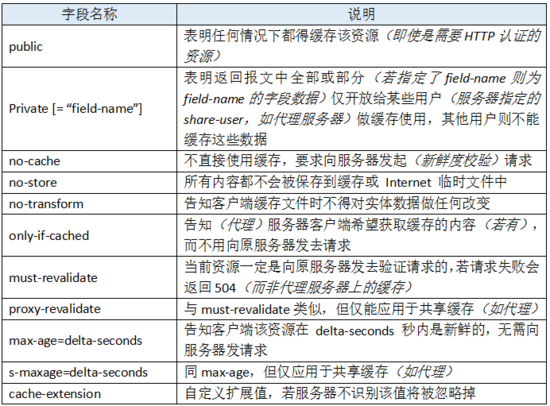 字段名称 说明
public 表明任何情况下都得缓存该资源(即使是需要 HTTP 认证的
资源)
Private [= “field-name”] 表明返回报文中全部或部分(若指定了 field-name 则为
field-name 的字段数据)仅开放给某些用户(服务器指定的
share-user,如代理服务器)做缓存使用,其他用户则不能
缓存这些数据
no-cache 不直接使用缓存,要求向服务器发起(新鲜度校验)请求
no-store 所有内容都不会被保存到缓存或 Internet 临时文件中
no-transform 告知客户端缓存文件时不得对实体数据做任何改变
only-if-cached 告知(代理)服务器客户端希望获取缓存的内容(若有),
而不用向原服务器发去请求
must-revalidate 当前资源一定是向原服务器发去验证请求的,若请求失败会
返回 504(而非代理服务器上的缓存)
proxy-revalidate 与 must-revalidate 类似,但仅能应用于共享缓存(如代理)
max-age=delta-seconds 告知客户端该资源在 delta-seconds 秒内是新鲜的,无需向
服务器发请求
s-maxage=delta-seconds 同 max-age,但仅应用于共享缓存(如代理)
cache-extension 自定义扩展值,若服务器不识别该值将被忽略掉